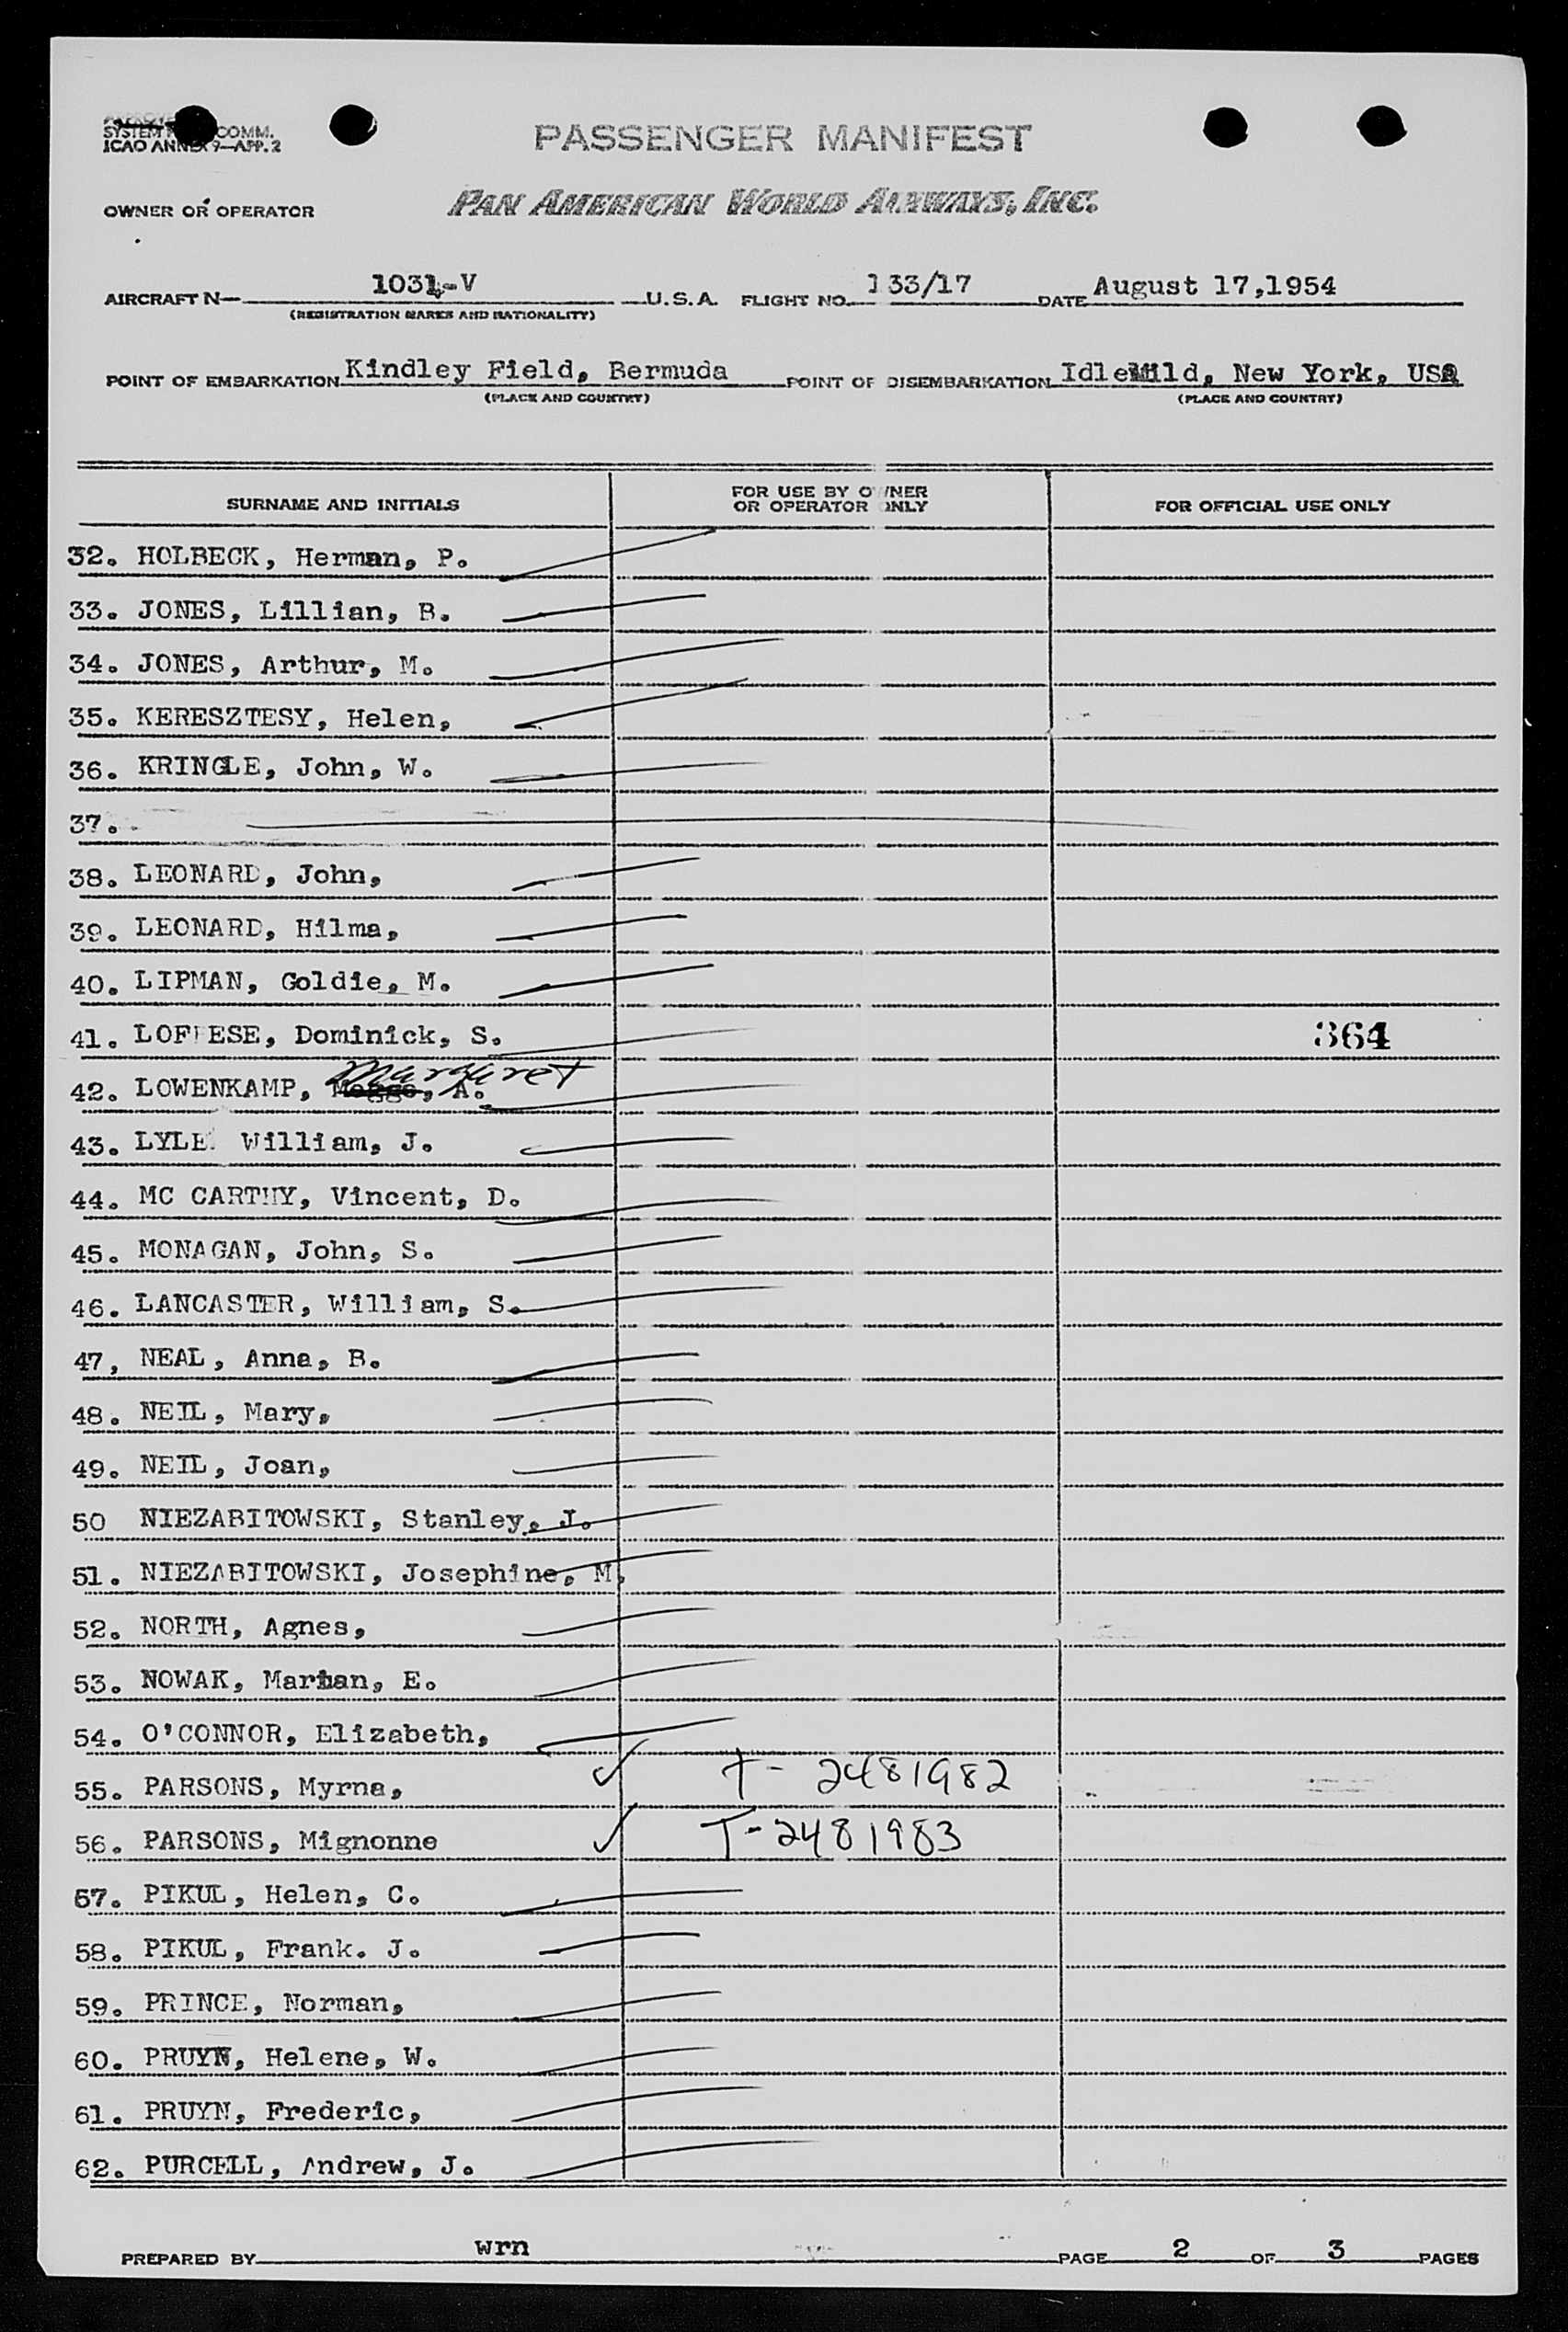 SYSTEM COMM.
ICAO ANNEX 9—APP. 2
PASSENGER MANIFEST
OWNER OR OPERATOR PAN AMERICAN WORLD AIRWAYS, INC.
AIRCRAFT N— 1031-V U.S.A. FLIGHT NO. 133/17 DATE August 17,1954
(REGISTRATION MARKS AND NATIONALITY)
POINT OF EMBARKATION Kindley Field, Bermuda POINT OF DISEMBARKATION Idlewild, New York, USA
(PLACE AND COUNTRY) (PLACE AND COUNTRY)
SURNAME AND INITIALS FOR USE BY OWNER OR OPERATOR ONLY FOR OFFICIAL USE ONLY
32. HOLBECK, Herman, P.
33. JONES, Lillian, B.
34. JONES, Arthur, M.
35. KERESZTESY, Helen,
36. KRINGLE, John, W.
37.
38. LEONARD, John,
39. LEONARD, Hilma,
40. LIPMAN, Goldie, M.
41. Dominick, S. 364
42. LOWENKAMP, Margaret A.
43. LYLE William, J.
44. MC CARTHY, Vincent, D.
45. MONAGAN, John, S.
46. LANCASTER, William, S.
47, NEAL, Anna, B.
48. NEIL, Mary,
49. NEIL, Joan,
50 NIEZABITOWSKI, Stanley, J.
51. NIEZABITOWSKI, Josephine, M.
52. NORTH, Agnes,
53. NOWAK, Marian, E.
54. O'CONNOR, Elizabeth,
55. PARSONS, Myrna, ✓ T- 2481982
56. PARSONS, Mignonne ✓ T-2481983
57. PIKUL, Helen, C.
58. PIKUL, Frank. J.
59. PRINCE, Norman,
60. PRUYN, Helene, W.
61. PRUYN, Frederic,
62. PURCELL, Andrew, J.
PREPARED BY wrn PAGE 2 OF 3 PAGES